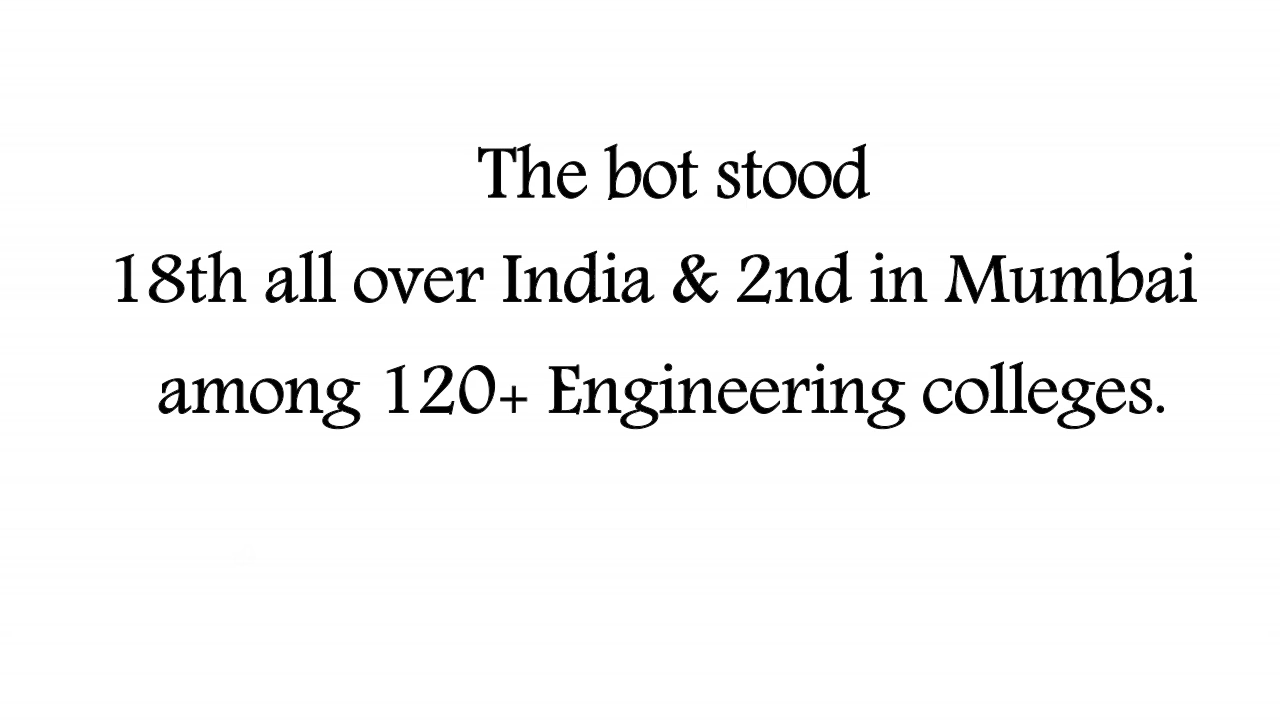 The bot stood
18th all over India & 2nd in Mumbai
among 120+ Engineering colleges.